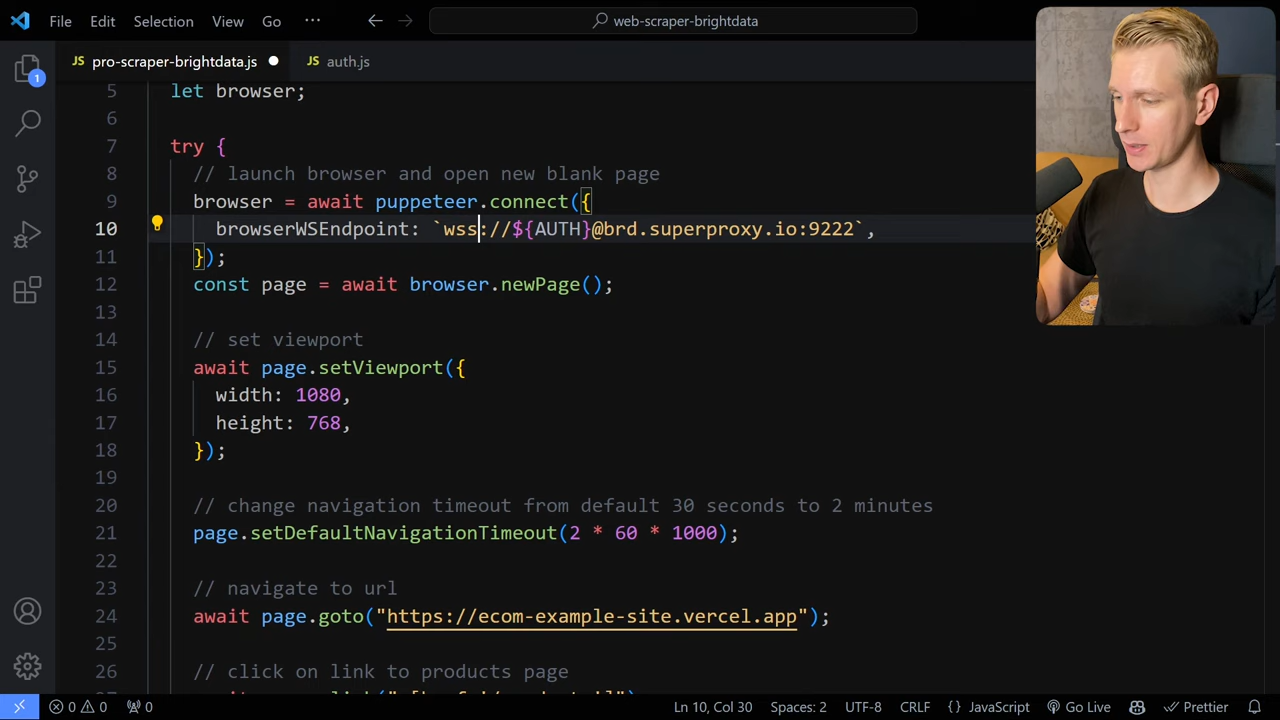 File Edit Selection View Go ··· web-scraper-brightdata
JS pro-scraper-brightdata.js JS auth.js
1
5 let browser;
6
7 try {
8 // launch browser and open new blank page
9 browser = await puppeteer.connect({
10 browserWSEndpoint: `wss://${AUTH}@brd.superproxy.io:9222`,
11 });
12 const page = await browser.newPage();
13
14 // set viewport
15 await page.setViewport({
16 width: 1080,
17 height: 768,
18 });
19
20 // change navigation timeout from default 30 seconds to 2 minutes
21 page.setDefaultNavigationTimeout(2 * 60 * 1000);
22
23 // navigate to url
24 await page.goto("https://ecom-example-site.vercel.app");
25
26 // click on link to products page
0 0 0 Ln 10, Col 30 Spaces: 2 UTF-8 CRLF {} JavaScript Go Live Prettier